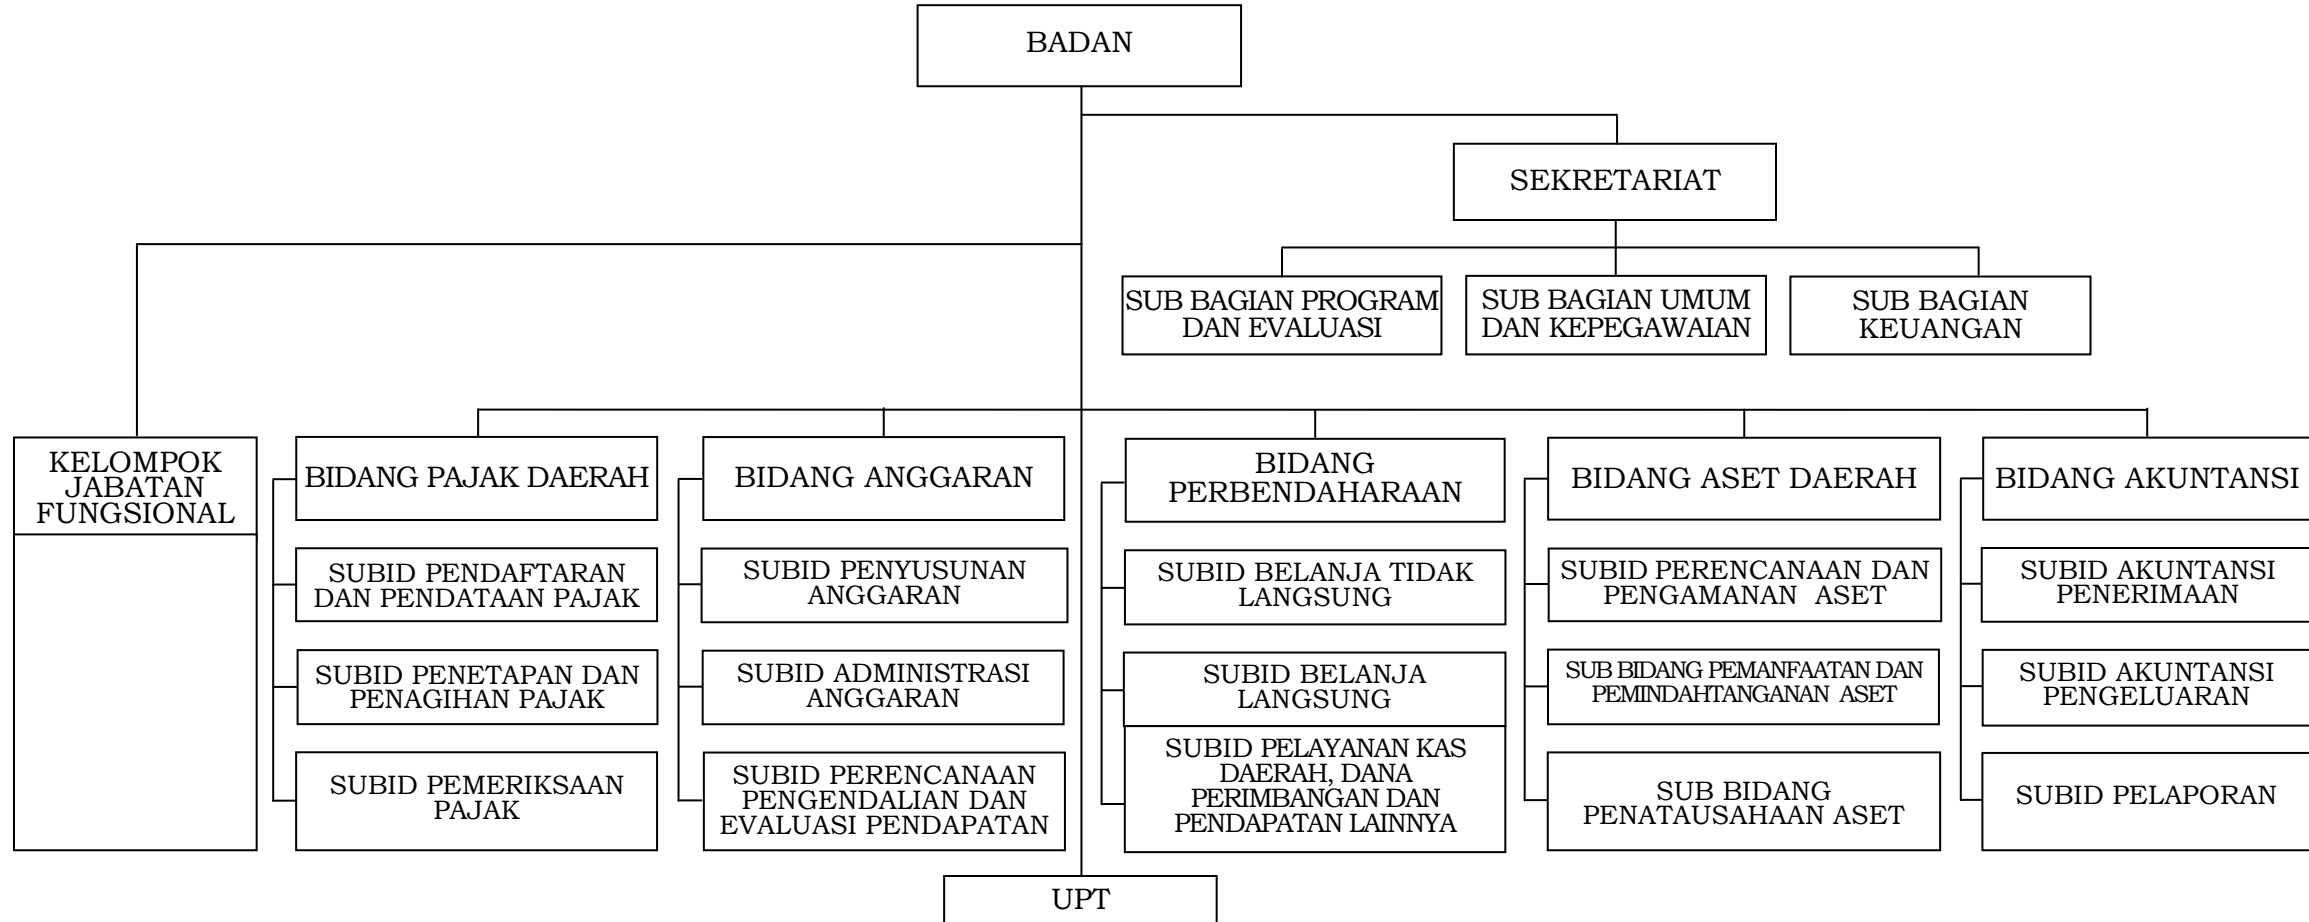 BADAN
SEKRETARIAT
SUB BAGIAN PROGRAM
DAN EVALUASI
SUB BAGIAN UMUM
DAN KEPEGAWAIAN
SUB BAGIAN
KEUANGAN
KELOMPOK
JABATAN
FUNGSIONAL
BIDANG PAJAK DAERAH
SUBID PENDAFTARAN
DAN PENDATAAN PAJAK
SUBID PENETAPAN DAN
PENAGIHAN PAJAK
SUBID PEMERIKSAAN
PAJAK
BIDANG ANGGARAN
SUBID PENYUSUNAN
ANGGARAN
SUBID ADMINISTRASI
ANGGARAN
SUBID PERENCANAAN
PENGENDALIAN DAN
EVALUASI PENDAPATAN
BIDANG
PERBENDAHARAAN
SUBID BELANJA TIDAK
LANGSUNG
SUBID BELANJA
LANGSUNG
SUBID PELAYANAN KAS
DAERAH, DANA
PERIMBANGAN DAN
PENDAPATAN LAINNYA
BIDANG ASET DAERAH
SUBID PERENCANAAN DAN
PENGAMANAN ASET
SUB BIDANG PEMANFAATAN DAN
PEMINDAHTANGANAN ASET
SUB BIDANG
PENATAUSAHAAN ASET
BIDANG AKUNTANSI
SUBID AKUNTANSI
PENERIMAAN
SUBID AKUNTANSI
PENGELUARAN
SUBID PELAPORAN
UPT